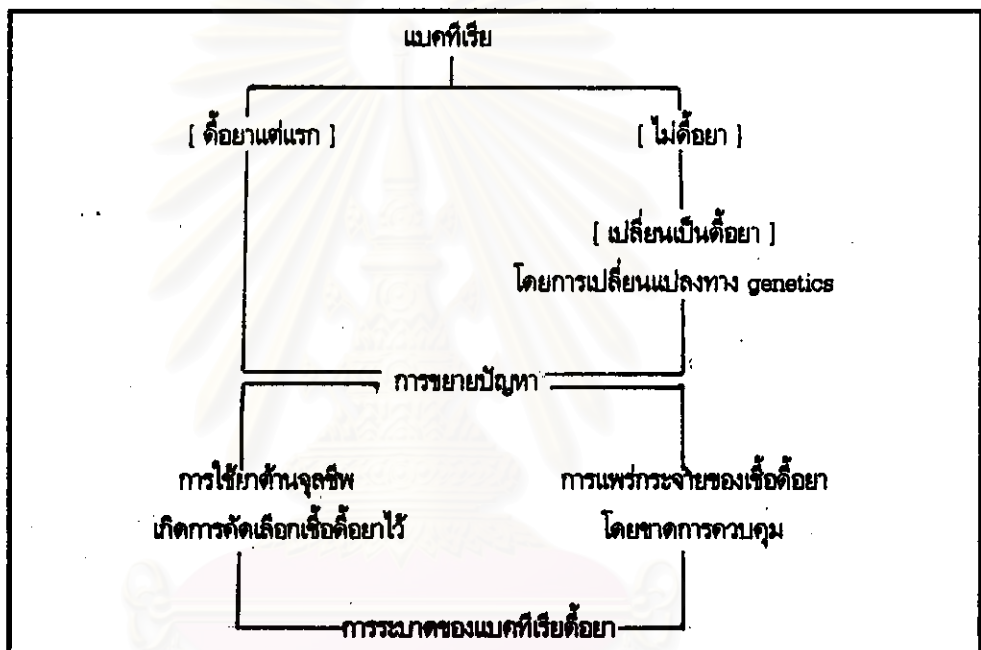 แบคทีเรีย
[ ดื้อยาแต่แรก ]
[ ไม่ดื้อยา ]
[ เปลี่ยนเป็นดื้อยา ]
โดยการเปลี่ยนแปลงทาง genetics
การขยายปัญหา
การใช้ยาต้านจุลชีพ
เกิดการคัดเลือกเชื้อดื้อยาไว้
การแพร่กระจายของเชื้อดื้อยา
โดยขาดการควบคุม
การระบาดของแบคทีเรียดื้อยา